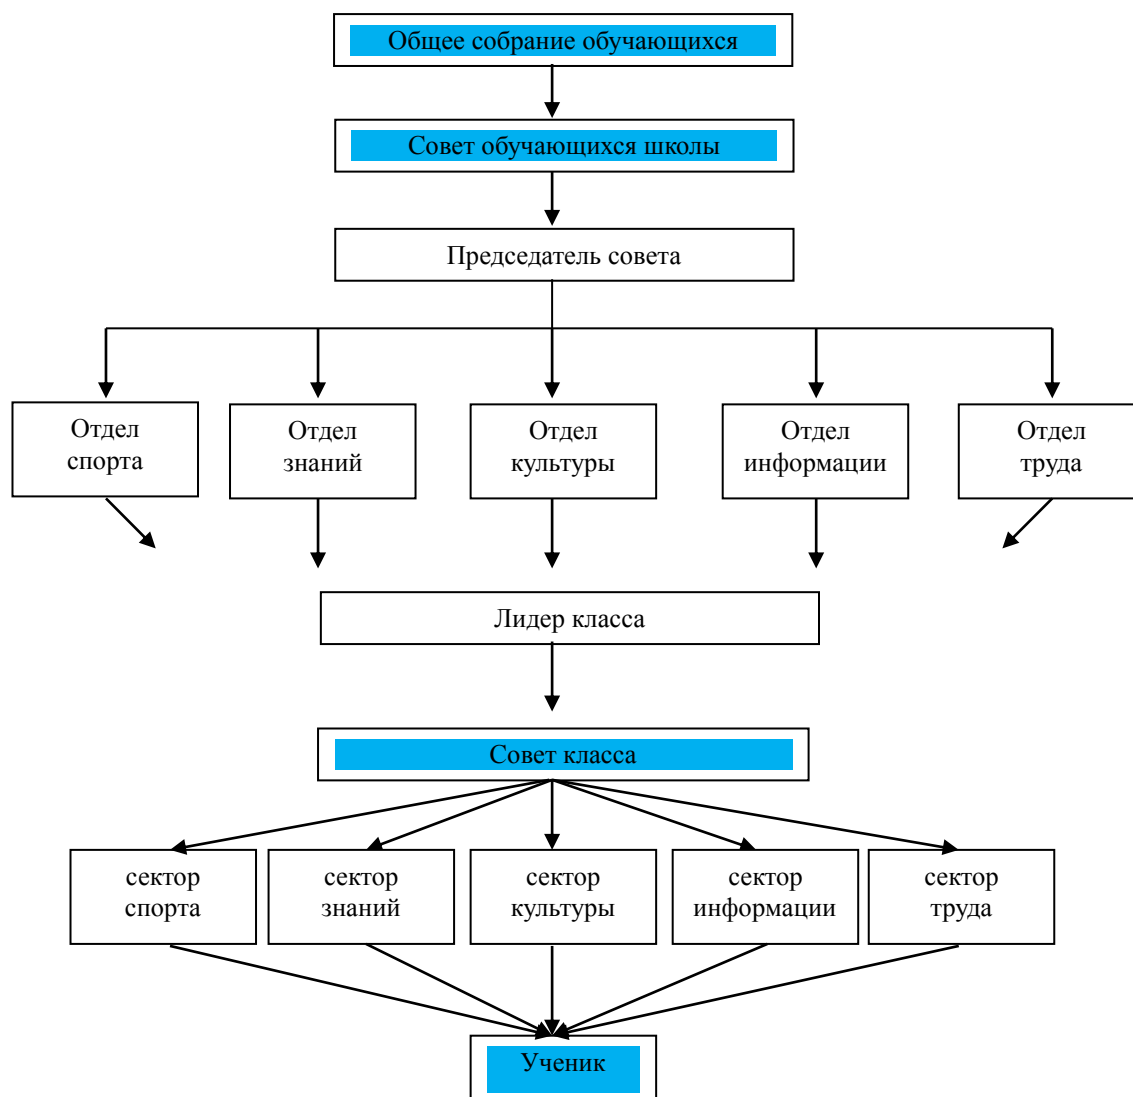 Общее собрание обучающихся
Совет обучающихся школы
Председатель совета
Отдел
спорта
Отдел
знаний
Отдел
культуры
Отдел
информации
Отдел
труда
Лидер класса
Совет класса
сектор
спорта
сектор
знаний
сектор
культуры
сектор
информации
сектор
труда
Ученик